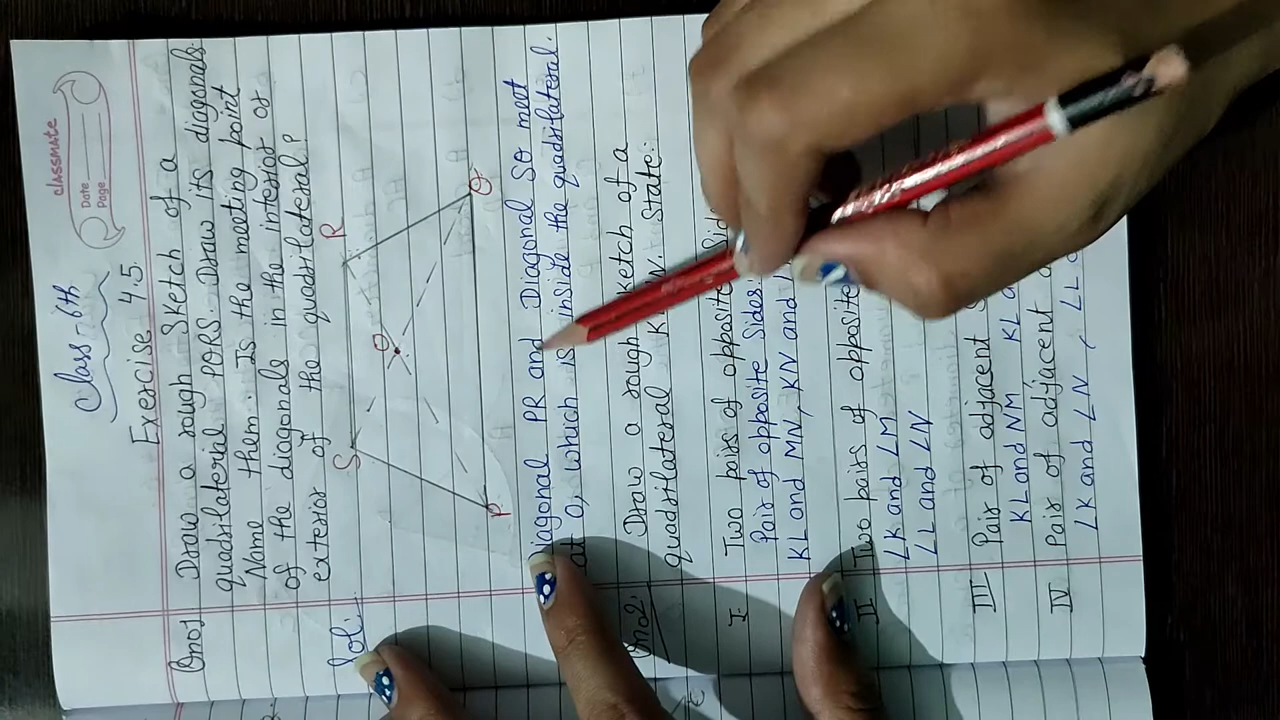 classmate
Date
Page
Class-6th
Exercise 4.5
Qno1 Draw a rough Sketch of a
quadrilaterial PQRS. Draw its diagonals.
Name them. Is the meeting point
of the diagonals in the interior or
exterior of the quadrilateral?
Sol:
S R
O
P Q
Diagonal PR and Diagonal SQ meet
at O, which is inside the quadrilateral.
Qno2. Draw a rough Sketch of a
quadrilateral State:
I. Two pairs of opposite
Pair of opposite Sides:
KL and MN, KN and
II Two pairs of opposite
∠K and ∠M
∠L and ∠N
III Pair of adjacent
KL and NM KL
IV Pair of adjacent
∠K and ∠N, ∠L